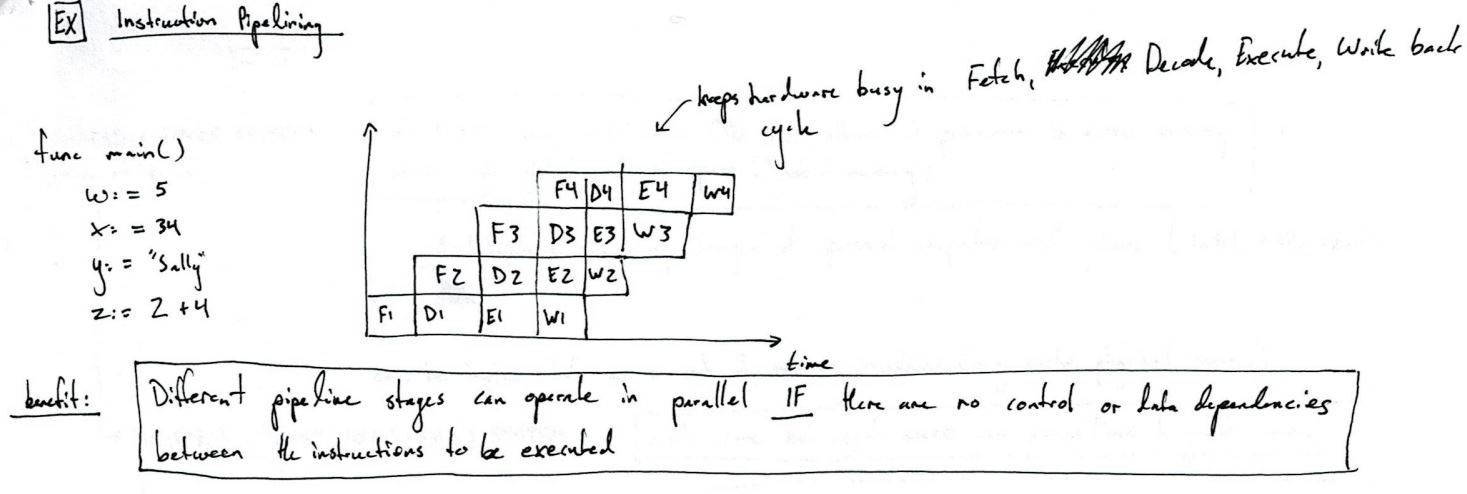 EX Instruction Pipelining
keeps hardware busy in Fetch, Decode, Execute, Write back
cycle
func main()
w := 5
x := 34
y := "Sally"
z := 2 + 4
F4 D4 E4 W4
F3 D3 E3 W3
F2 D2 E2 W2
F1 D1 E1 W1
time
benefit: Different pipeline stages can operate in parallel IF there are no control or data dependencies
between the instructions to be executed